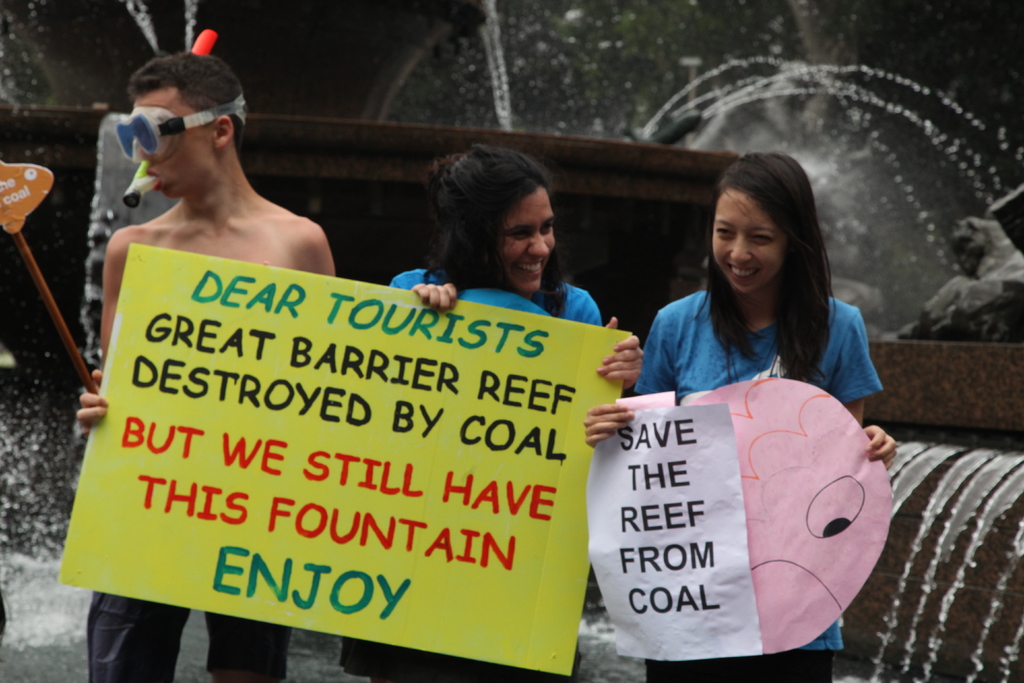 the
coal
DEAR TOURISTS
GREAT BARRIER REEF
DESTROYED BY COAL
BUT WE STILL HAVE
THIS FOUNTAIN
ENJOY
SAVE
THE
REEF
FROM
COAL